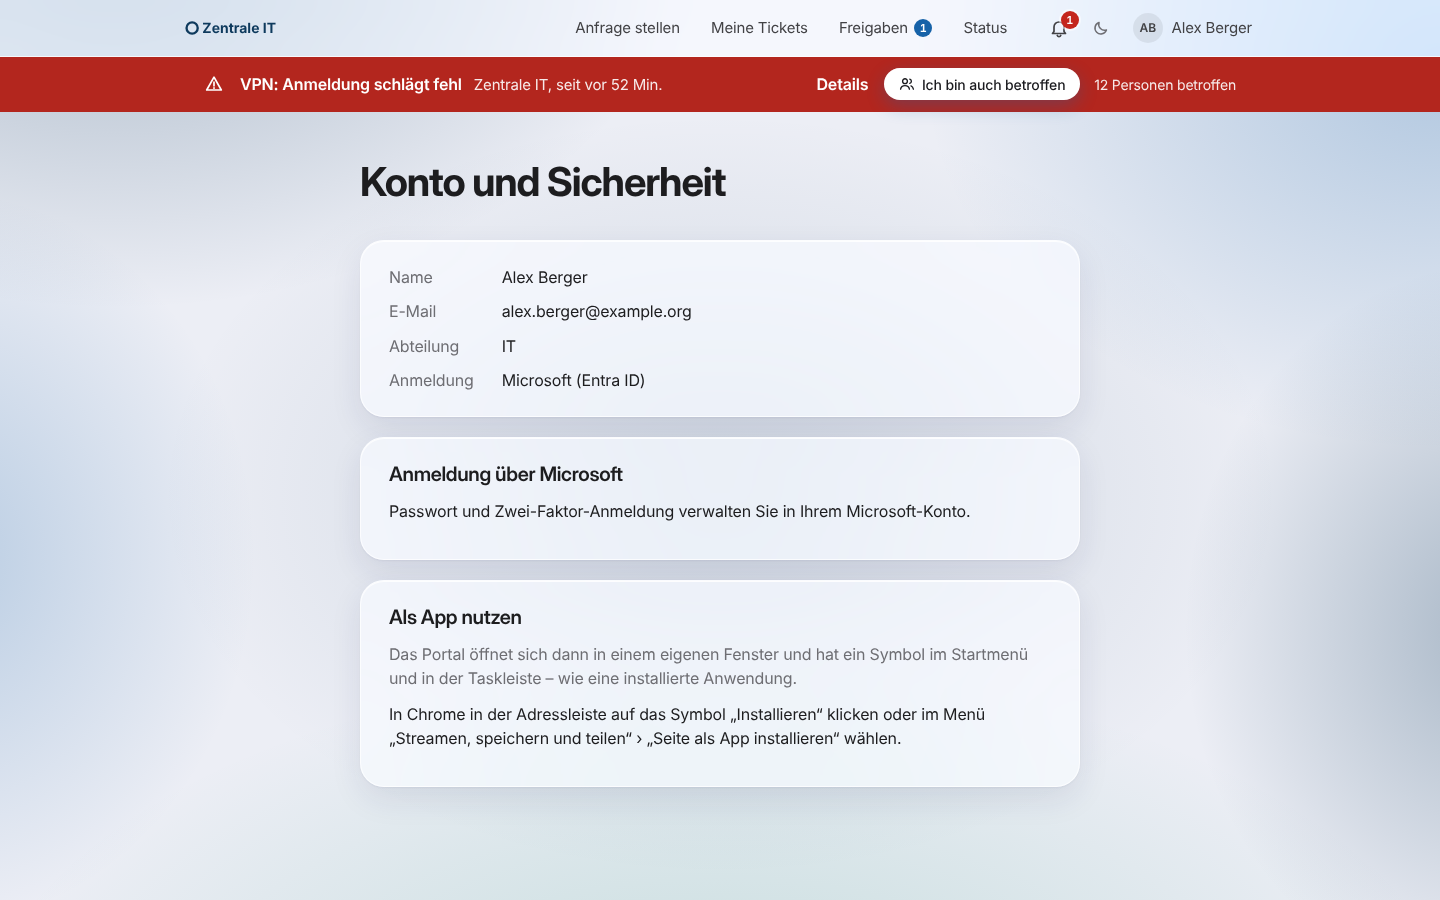 Zentrale IT
Anfrage stellen
Meine Tickets
Freigaben 1
Status
1
AB
Alex Berger
VPN: Anmeldung schlägt fehl Zentrale IT, seit vor 52 Min.
Details
Ich bin auch betroffen
12 Personen betroffen
Konto und Sicherheit
Name Alex Berger
E-Mail alex.berger@example.org
Abteilung IT
Anmeldung Microsoft (Entra ID)
Anmeldung über Microsoft
Passwort und Zwei-Faktor-Anmeldung verwalten Sie in Ihrem Microsoft-Konto.
Als App nutzen
Das Portal öffnet sich dann in einem eigenen Fenster und hat ein Symbol im Startmenü
und in der Taskleiste – wie eine installierte Anwendung.
In Chrome in der Adressleiste auf das Symbol „Installieren“ klicken oder im Menü
„Streamen, speichern und teilen“ › „Seite als App installieren“ wählen.